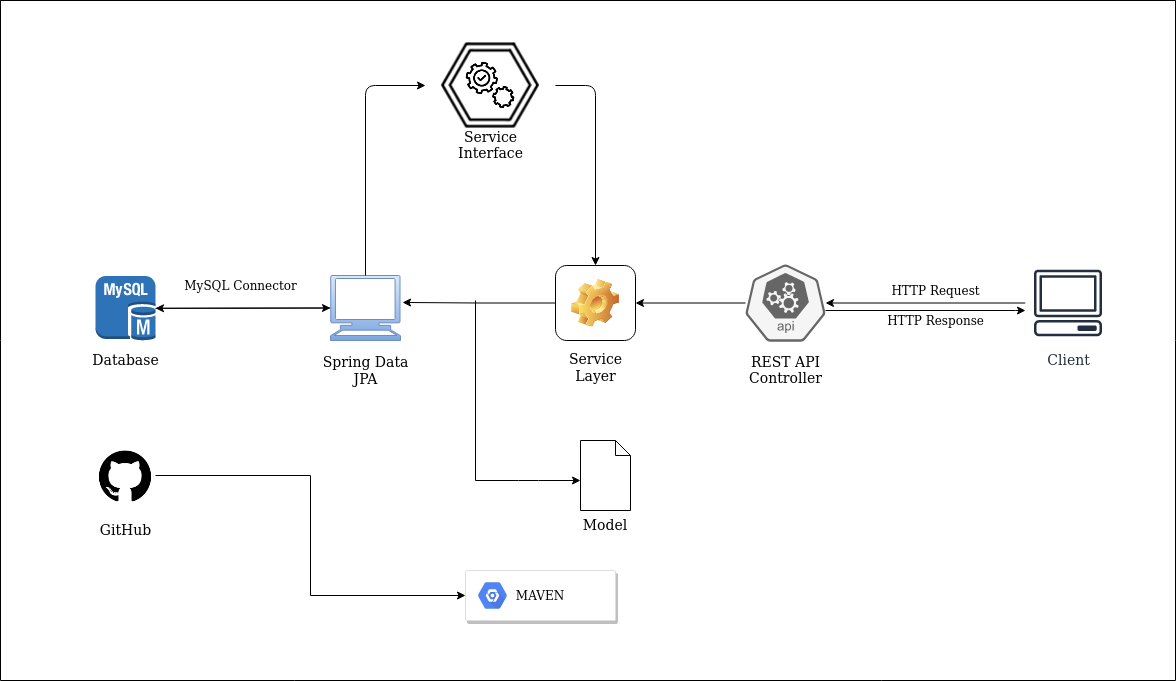 Service
Interface
MySQL
M
Database
MySQL Connector
Spring Data
JPA
Service
Layer
api
REST API
Controller
HTTP Request
HTTP Response
Client
GitHub
Model
MAVEN